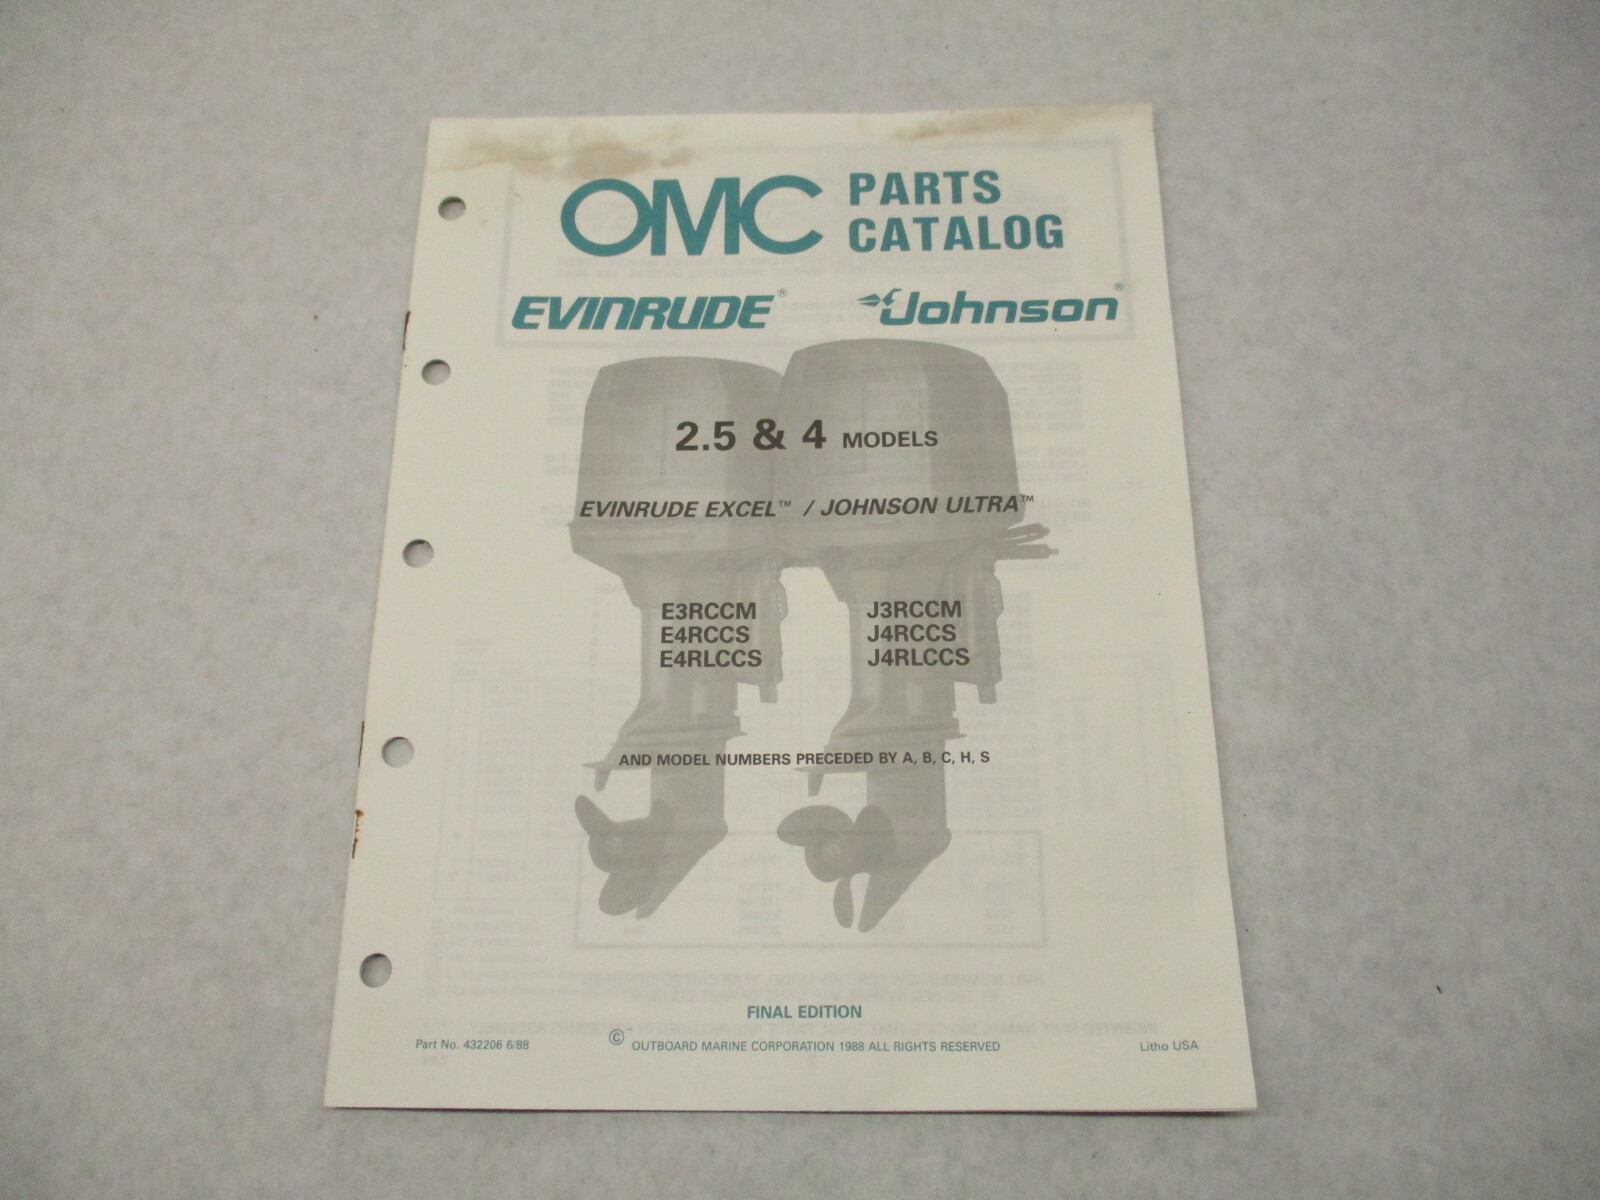 OMC PARTS
CATALOG
EVINRUDE® Johnson®
2.5 & 4 MODELS
EVINRUDE EXCEL™ / JOHNSON ULTRA™
E3RCCM J3RCCM
E4RCCS J4RCCS
E4RLCCS J4RLCCS
AND MODEL NUMBERS PRECEDED BY A, B, C, H, S
FINAL EDITION
Part No. 432206 6/88 © OUTBOARD MARINE CORPORATION 1988 ALL RIGHTS RESERVED Litho USA